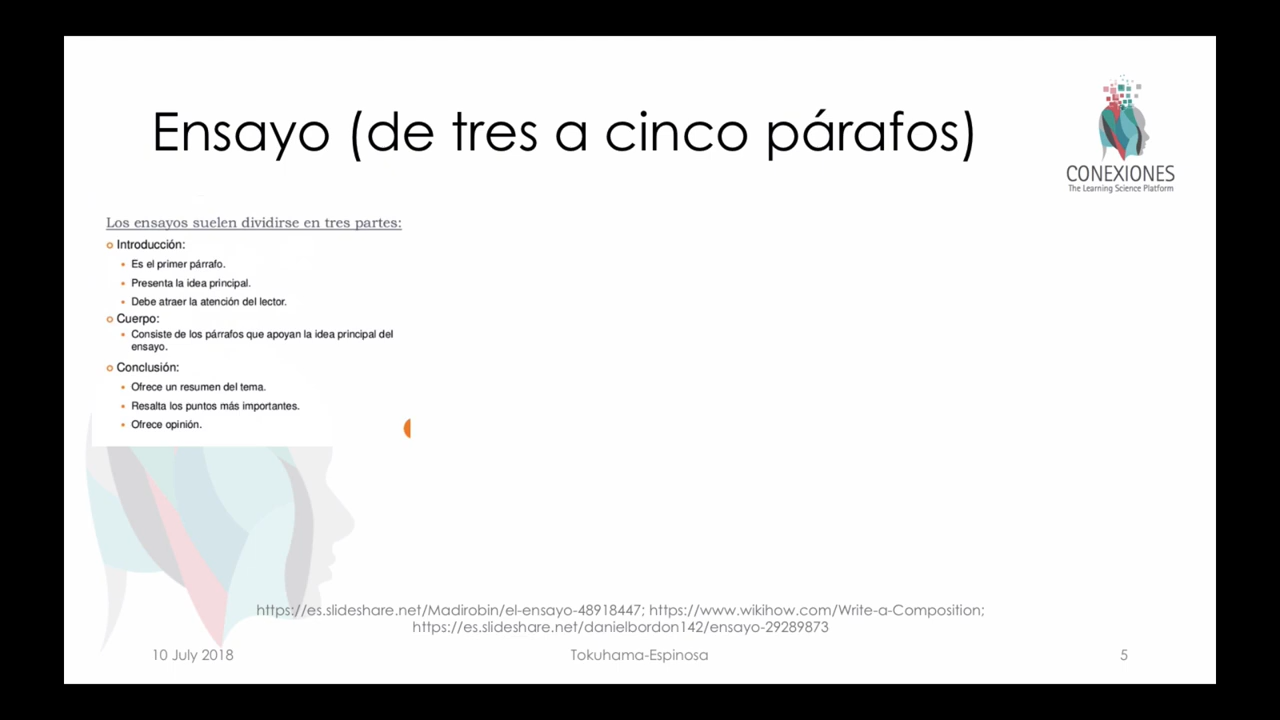 Ensayo (de tres a cinco párafos)
CONEXIONES
The Learning Science Platform
Los ensayos suelen dividirse en tres partes:
Introducción:
Es el primer párrafo.
Presenta la idea principal.
Debe atraer la atención del lector.
Cuerpo:
Consiste de los párrafos que apoyan la idea principal del
ensayo.
Conclusión:
Ofrece un resumen del tema.
Resalta los puntos más importantes.
Ofrece opinión.
https://es.slideshare.net/Madirobin/el-ensayo-48918447; https://www.wikihow.com/Write-a-Composition;
https://es.slideshare.net/danielbordon142/ensayo-29289873
10 July 2018
Tokuhama-Espinosa
5